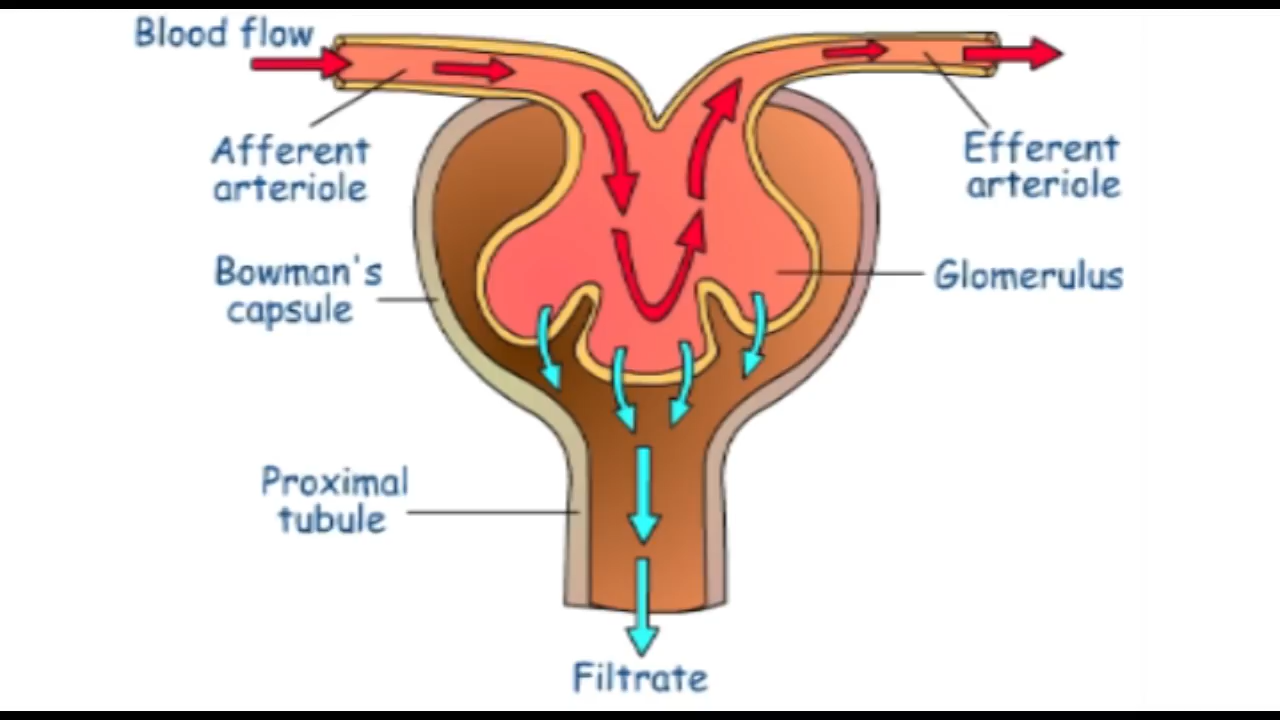 Blood flow
Afferent
arteriole
Efferent
arteriole
Bowman's
capsule
Glomerulus
Proximal
tubule
Filtrate